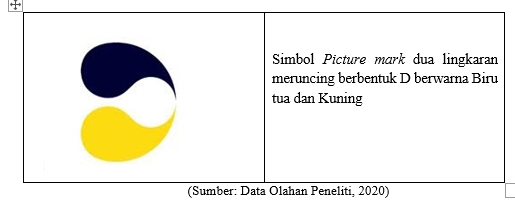 Simbol Picture mark dua lingkaran
meruncing berbentuk D berwarna Biru
tua dan Kuning
(Sumber: Data Olahan Peneliti, 2020)